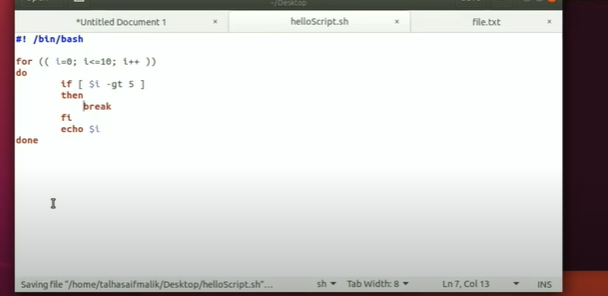 ~/Desktop
*Untitled Document 1 × helloScript.sh × file.txt ×
#! /bin/bash
for (( i=0; i<=10; i++ ))
do
if [ $i -gt 5 ]
then
break
fi
echo $i
done
Saving file "/home/talhasaifmalik/Desktop/helloScript.sh"... sh Tab Width: 8 Ln 7, Col 13 INS